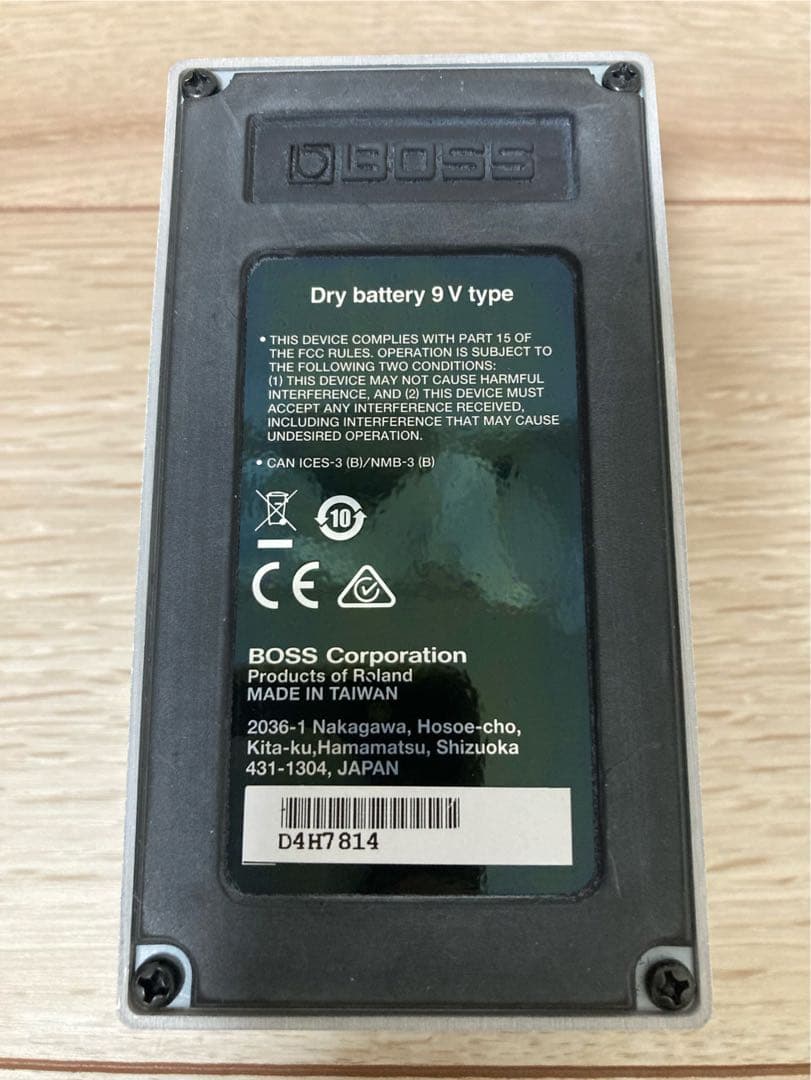 BOSS
Dry battery 9 V type
• THIS DEVICE COMPLIES WITH PART 15 OF
THE FCC RULES. OPERATION IS SUBJECT TO
THE FOLLOWING TWO CONDITIONS:
(1) THIS DEVICE MAY NOT CAUSE HARMFUL
INTERFERENCE, AND (2) THIS DEVICE MUST
ACCEPT ANY INTERFERENCE RECEIVED,
INCLUDING INTERFERENCE THAT MAY CAUSE
UNDESIRED OPERATION.
• CAN ICES-3 (B)/NMB-3 (B)
10
CE
BOSS Corporation
Products of Roland
MADE IN TAIWAN
2036-1 Nakagawa, Hosoe-cho,
Kita-ku,Hamamatsu, Shizuoka
431-1304, JAPAN
D4H7814